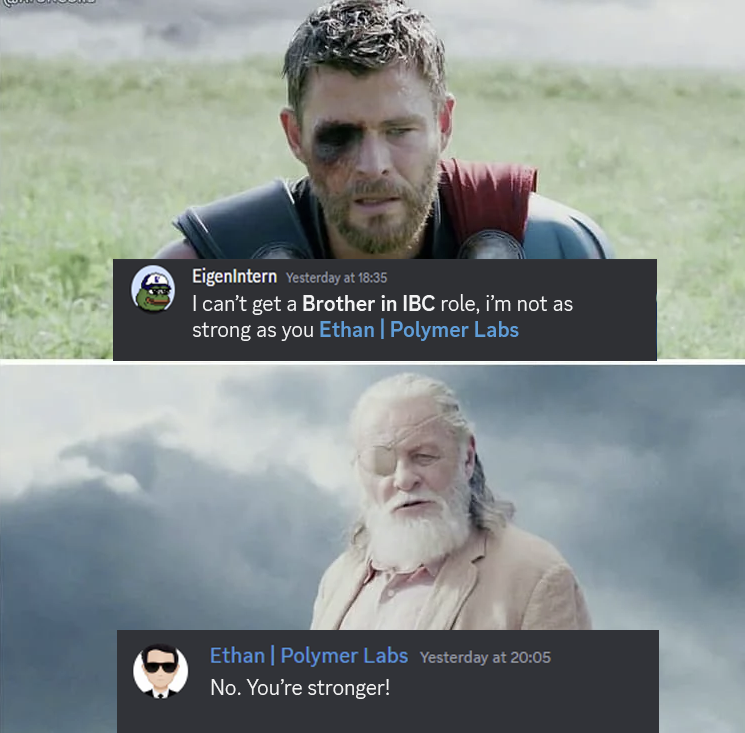 EigenIntern Yesterday at 18:35
I can't get a Brother in IBC role, i'm not as
strong as you Ethan | Polymer Labs
Ethan | Polymer Labs Yesterday at 20:05
No. You're stronger!